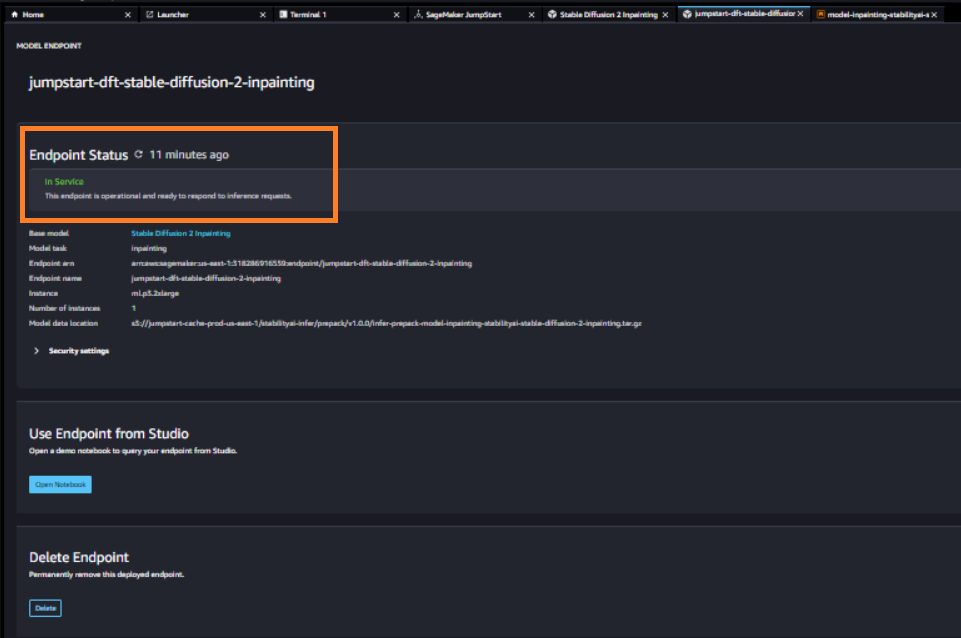 Home
Launcher
Terminal 1
SageMaker JumpStart
Stable Diffusion 2 Inpainting
jumpstart-dft-stable-diffusion
model-inpainting-stabilityai-s
MODEL ENDPOINT
jumpstart-dft-stable-diffusion-2-inpainting
Endpoint Status 11 minutes ago
In Service
This endpoint is operational and ready to respond to inference requests.
Base model Stable Diffusion 2 Inpainting
Model task inpainting
Endpoint arn arn:aws:sagemaker:us-east-1:318286916559:endpoint/jumpstart-dft-stable-diffusion-2-inpainting
Endpoint name jumpstart-dft-stable-diffusion-2-inpainting
Instance ml.p3.2xlarge
Number of instances 1
Model data location s3://jumpstart-cache-prod-us-east-1/stabilityai-infer/prepack/v1.0.0/infer-prepack-model-inpainting-stabilityai-stable-diffusion-2-inpainting.tar.gz
Security settings
Use Endpoint from Studio
Open a demo notebook to query your endpoint from Studio.
Open Notebook
Delete Endpoint
Permanently remove this deployed endpoint.
Delete